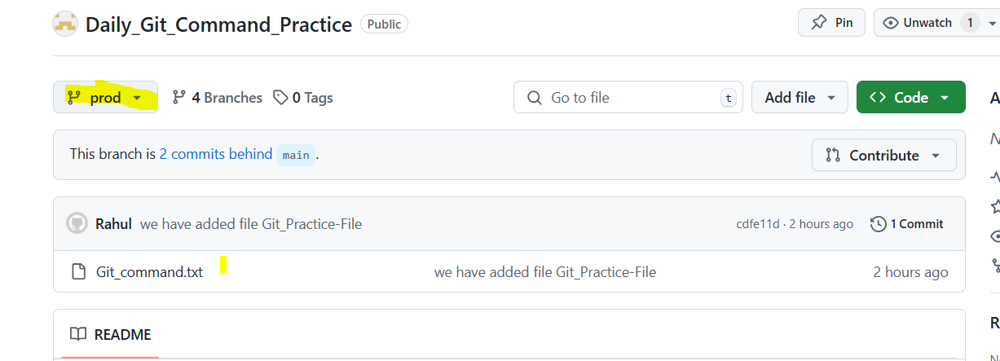 Daily_Git_Command_Practice Public Pin Unwatch 1
prod 4 Branches 0 Tags Go to file t Add file Code
This branch is 2 commits behind main . Contribute
Rahul we have added file Git_Practice-File cdfe11d · 2 hours ago 1 Commit
Git_command.txt we have added file Git_Practice-File 2 hours ago
README